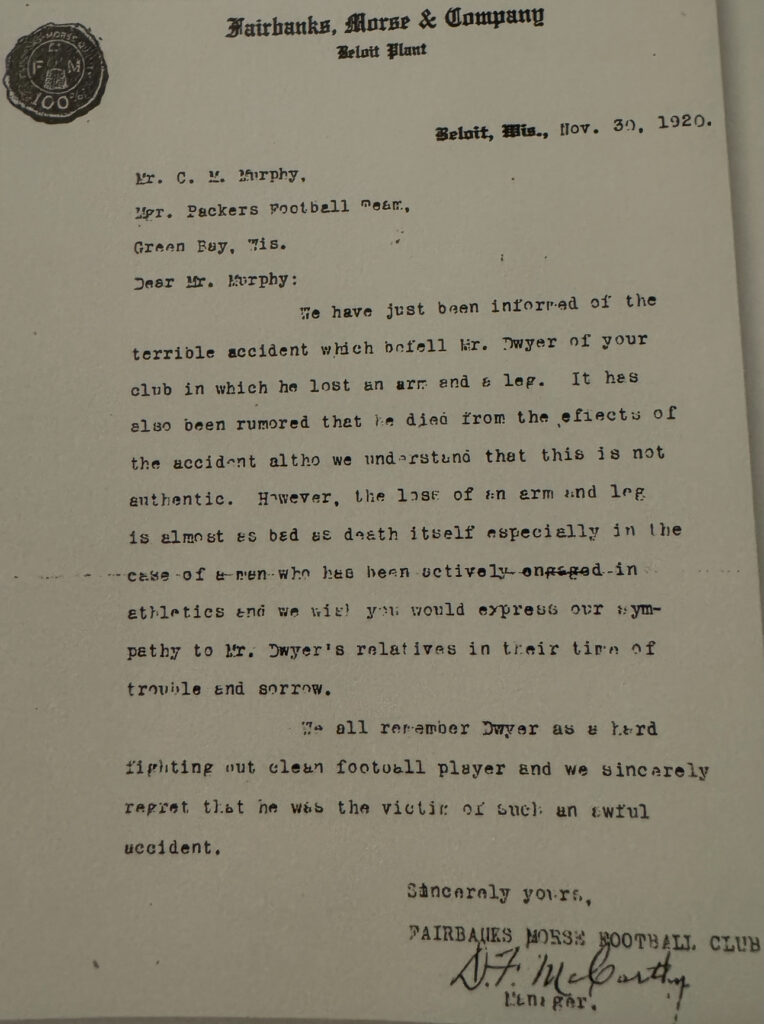 Fairbanks, Morse & Company
Beloit Plant
FAIRBANKS-MORSE QUALITY
F M
100%
Beloit, Wis., Nov. 30, 1920.
Mr. C. M. Murphy,
Mgr. Packers Football Team,
Green Bay, Wis.
Dear Mr. Murphy:
We have just been informed of the
terrible accident which befell Mr. Dwyer of your
club in which he lost an arm and a leg. It has
also been rumored that he died from the effects of
the accident altho we understand that this is not
authentic. However, the loss of an arm and leg
is almost as bad as death itself especially in the
case of a man who has been actively engaged in
athletics and we wish you would express our sym-
pathy to Mr. Dwyer's relatives in their time of
trouble and sorrow.
We all remember Dwyer as a hard
fighting out clean football player and we sincerely
regret that he was the victim of such an awful
accident.
Sincerely yours,
FAIRBANKS MORSE FOOTBALL CLUB
D.F. McCarthy
Manager.